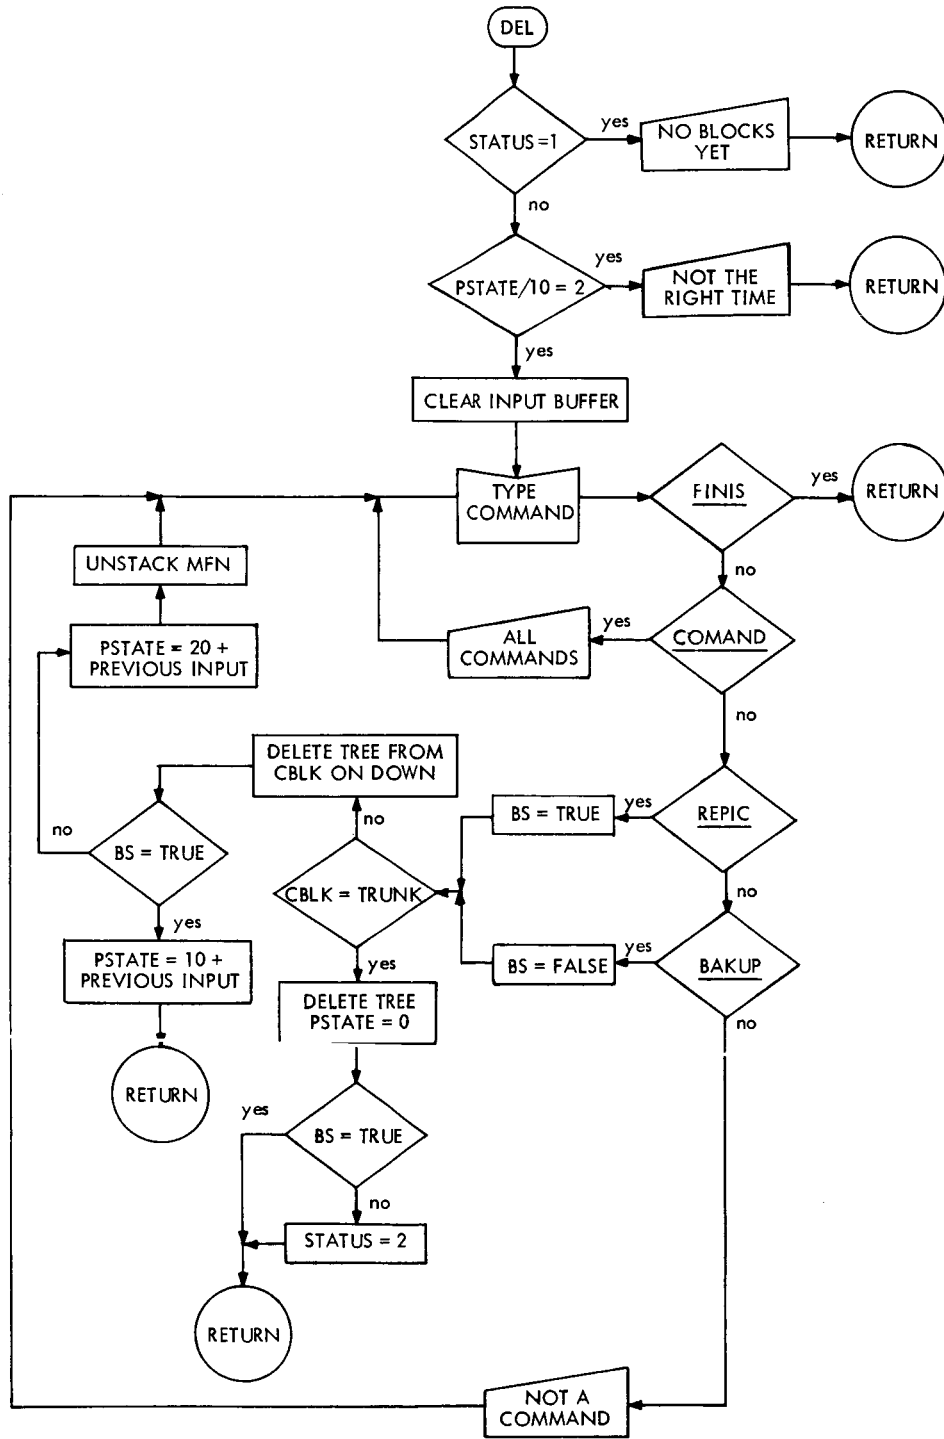 DEL
STATUS=1
yes
NO BLOCKS
YET
RETURN
no
PSTATE/10 = 2
yes
NOT THE
RIGHT TIME
RETURN
yes
CLEAR INPUT BUFFER
TYPE
COMMAND
FINIS
yes
RETURN
no
UNSTACK MFN
COMAND
yes
ALL
COMMANDS
PSTATE = 20 +
PREVIOUS INPUT
no
DELETE TREE FROM
CBLK ON DOWN
REPIC
yes
BS = TRUE
no
no
BS = TRUE
no
CBLK = TRUNK
yes
PSTATE = 10 +
PREVIOUS INPUT
BAKUP
yes
BS = FALSE
yes
DELETE TREE
PSTATE = 0
no
RETURN
yes
BS = TRUE
no
STATUS = 2
RETURN
NOT A
COMMAND